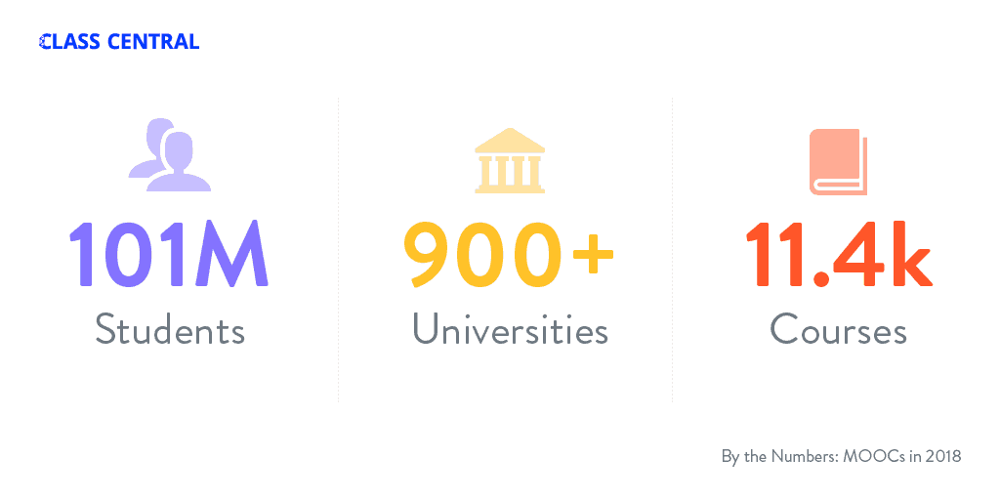 CLASS CENTRAL
101M
Students
900+
Universities
11.4k
Courses
By the Numbers: MOOCs in 2018